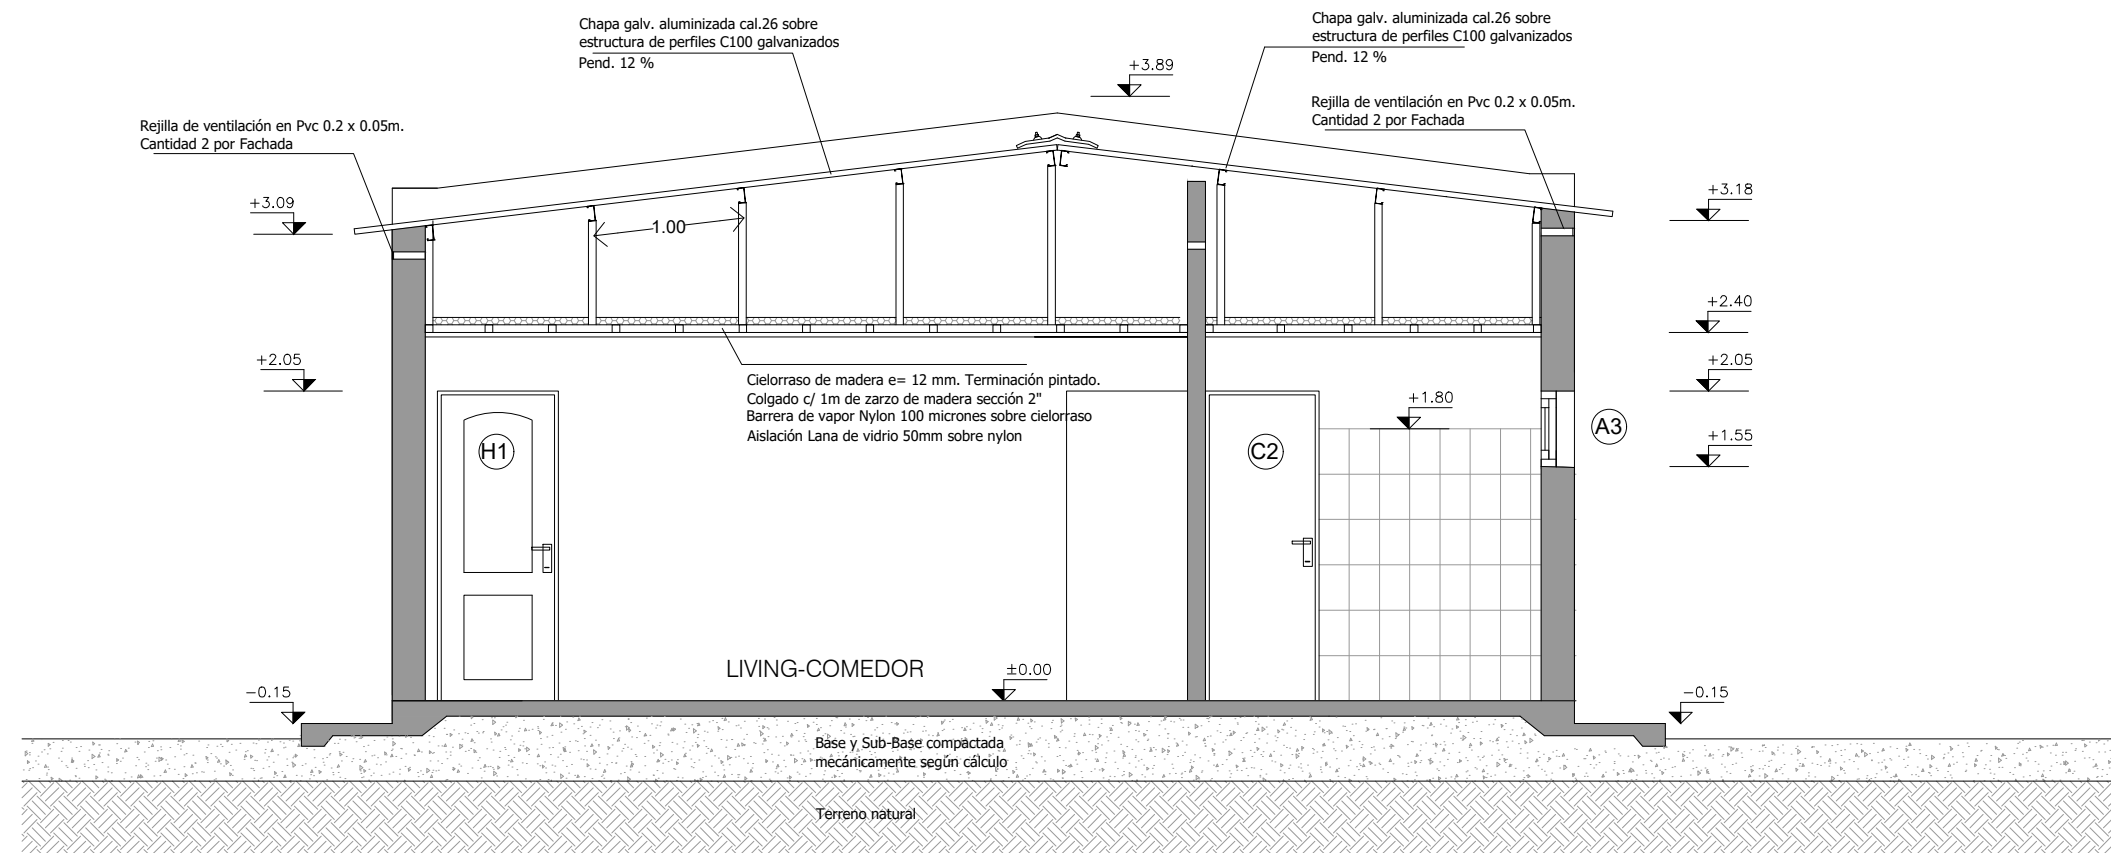 Chapa galv. aluminizada cal.26 sobre
estructura de perfiles C100 galvanizados
Pend. 12 %
Chapa galv. aluminizada cal.26 sobre
estructura de perfiles C100 galvanizados
Pend. 12 %
+3.89
Rejilla de ventilación en Pvc 0.2 x 0.05m.
Cantidad 2 por Fachada
Rejilla de ventilación en Pvc 0.2 x 0.05m.
Cantidad 2 por Fachada
+3.09
+3.18
1.00
+2.40
+2.05
+2.05
Cielorraso de madera e= 12 mm. Terminación pintado.
Colgado c/ 1m de zarzo de madera sección 2"
Barrera de vapor Nylon 100 micrones sobre cielorraso
Aislación Lana de vidrio 50mm sobre nylon
+1.80
A3
H1
C2
+1.55
LIVING-COMEDOR
±0.00
-0.15
-0.15
Base y Sub-Base compactada
mecánicamente según cálculo
Terreno natural